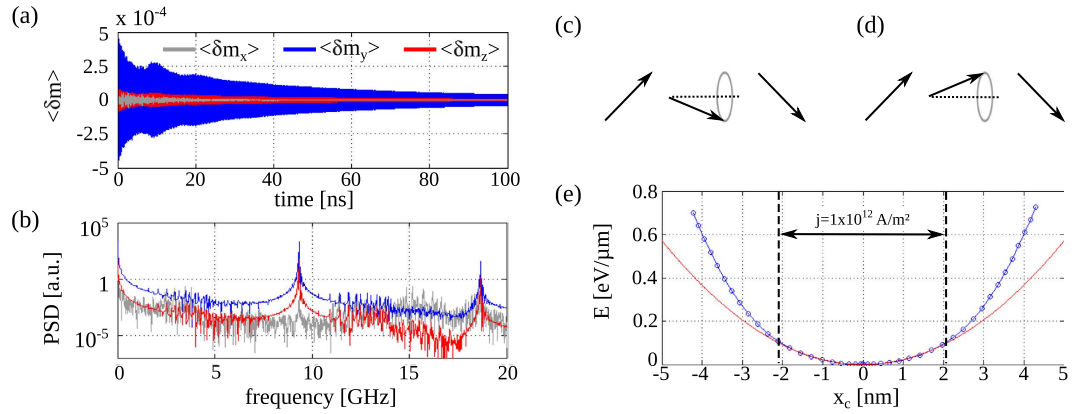 (a)
x 10⁻⁴
5
2.5
0
-2.5
-5
<δm>
<δmₓ> <δmᵧ> <δm_z>
0 20 40 60 80 100
time [ns]
(b)
10⁵
1
10⁻⁵
PSD [a.u.]
0 5 10 15 20
frequency [GHz]
(c)
(d)
(e)
0.8
0.6
0.4
0.2
0
E [eV/μm]
j=1x10¹² A/m²
-5 -4 -3 -2 -1 0 1 2 3 4 5
x_c [nm]